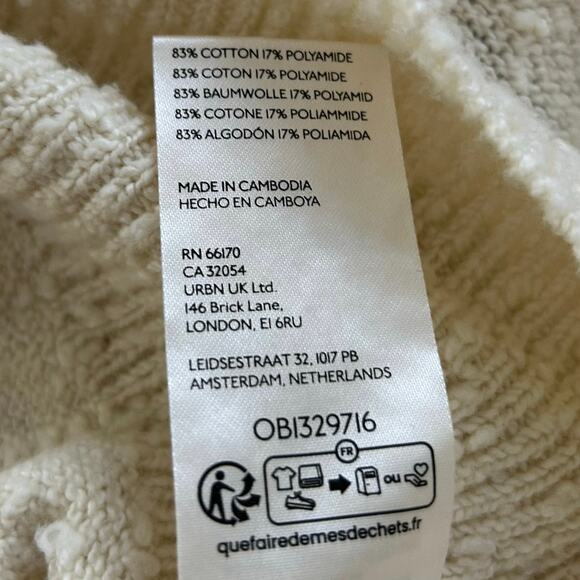 83% COTTON 17% POLYAMIDE
83% COTON 17% POLYAMIDE
83% BAUMWOLLE 17% POLYAMID
83% COTONE 17% POLIAMMIDE
83% ALGODÓN 17% POLIAMIDA
MADE IN CAMBODIA
HECHO EN CAMBOYA
RN 66170
CA 32054
URBN UK Ltd.
146 Brick Lane,
LONDON, E1 6RU
LEIDSESTRAAT 32, 1017 PB
AMSTERDAM, NETHERLANDS
OB1329716
FR
ou
quefairedemesdechets.fr